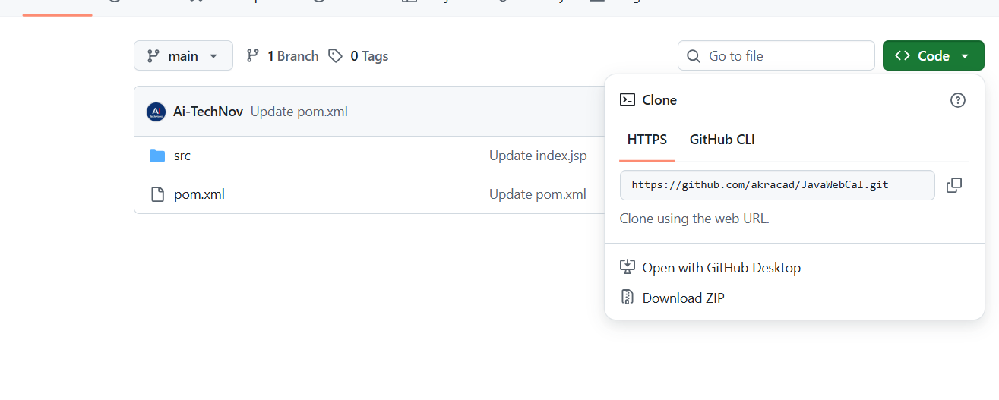 main
1 Branch
0 Tags
Go to file
Code
Ai-TechNov Update pom.xml
src Update index.jsp
pom.xml Update pom.xml
Clone
HTTPS GitHub CLI
https://github.com/akracad/JavaWebCal.git
Clone using the web URL.
Open with GitHub Desktop
Download ZIP